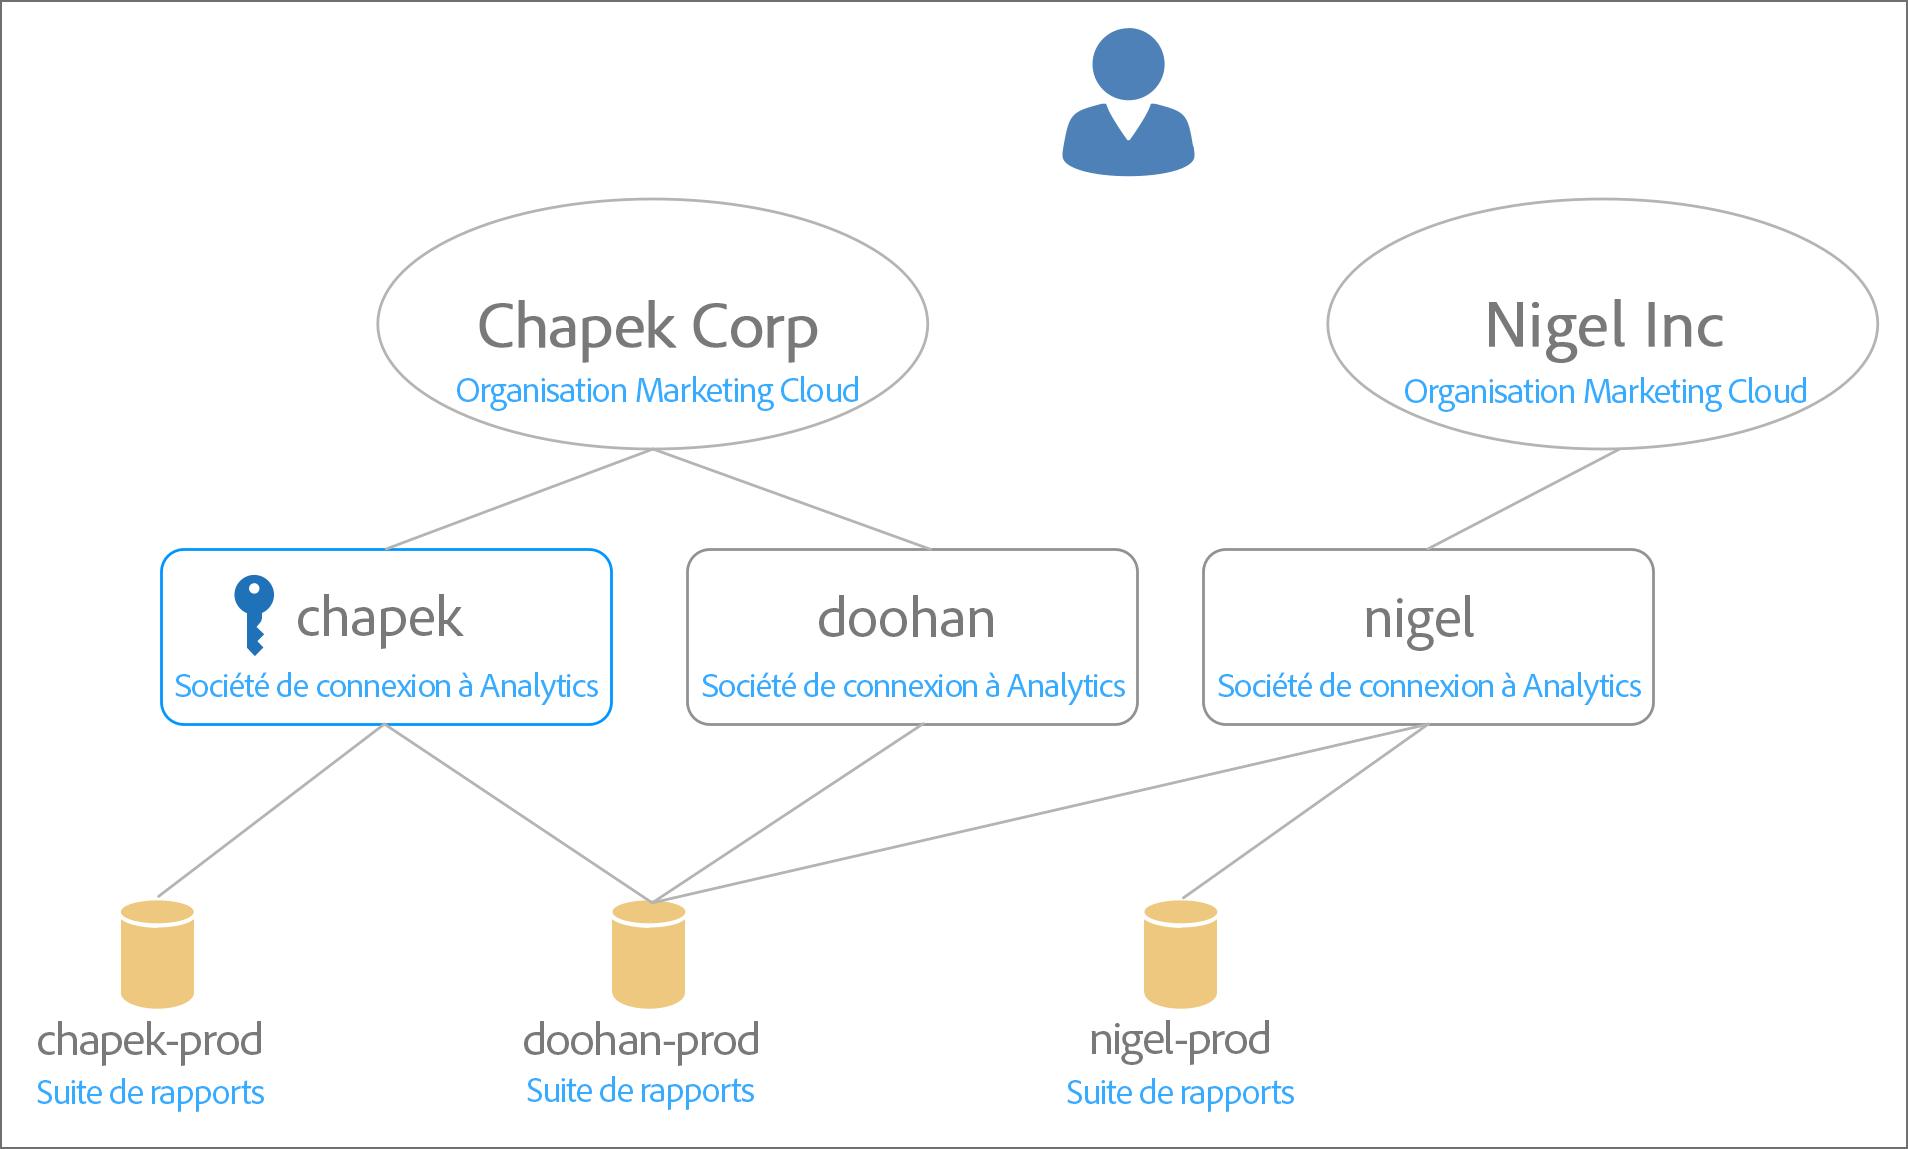 Chapek Corp
Organisation Marketing Cloud
Nigel Inc
Organisation Marketing Cloud
chapek
Société de connexion à Analytics
doohan
Société de connexion à Analytics
nigel
Société de connexion à Analytics
chapek-prod
Suite de rapports
doohan-prod
Suite de rapports
nigel-prod
Suite de rapports